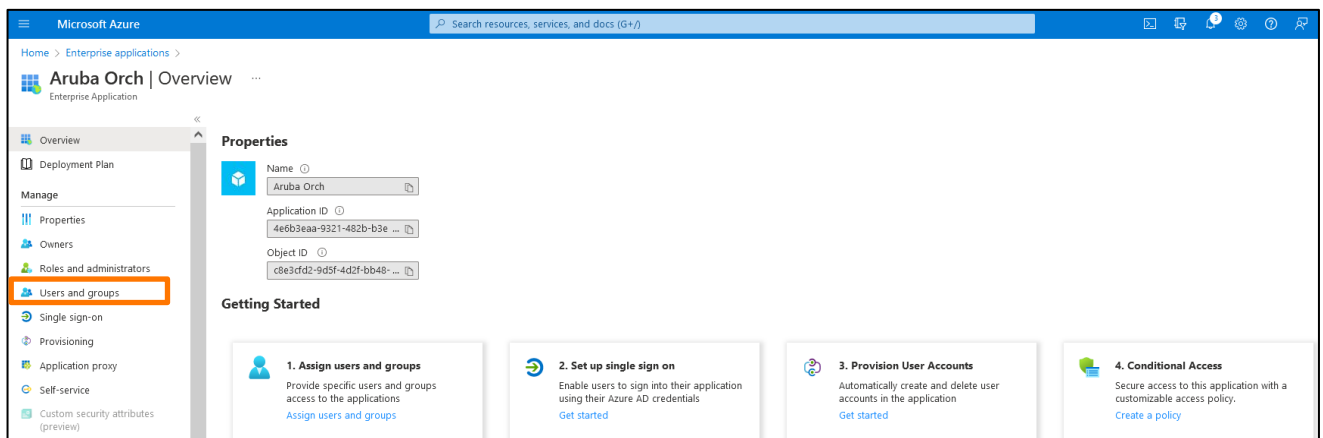 Microsoft Azure
Search resources, services, and docs (G+/)
3
Home > Enterprise applications >
Aruba Orch | Overview ...
Enterprise Application
«
Overview
Deployment Plan
Manage
Properties
Owners
Roles and administrators
Users and groups
Single sign-on
Provisioning
Application proxy
Self-service
Custom security attributes
(preview)
Properties
Name
Aruba Orch
Application ID
4e6b3eaa-9321-482b-b3e ...
Object ID
c8e3cfd2-9d5f-4d2f-bb48- ...
Getting Started
1. Assign users and groups
Provide specific users and groups
access to the applications
Assign users and groups
2. Set up single sign on
Enable users to sign into their application
using their Azure AD credentials
Get started
3. Provision User Accounts
Automatically create and delete user
accounts in the application
Get started
4. Conditional Access
Secure access to this application with a
customizable access policy.
Create a policy